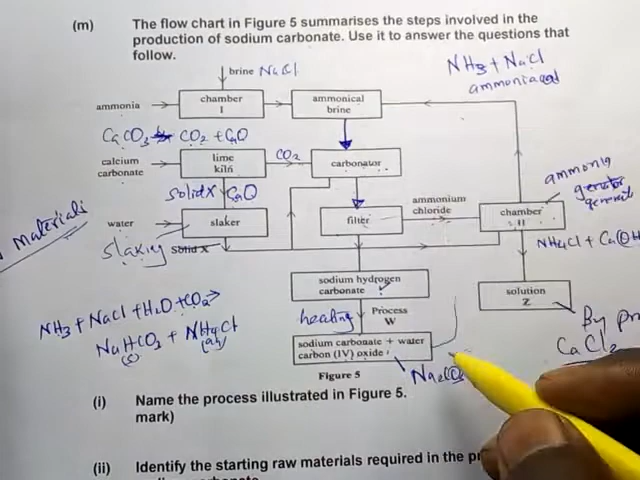 (m) The flow chart in Figure 5 summarises the steps involved in the
production of sodium carbonate. Use it to answer the questions that
follow.
NH3 + NaCl
brine NaCl
ammonia
chamber
I
ammonical
brine
CaCO3 CO2 + CaO
calcium
carbonate
lime
kiln
CO2
carbonator
ammonia
solid X CaO
ammonium
chloride
Materials
water
slaker
filter
chamber
II
slaking Solid X
NH4Cl + Ca(OH
sodium hydrogen
carbonate
solution
Z
NH3 + NaCl + H2O + CO2 →
heating Process
W
By pr
NaHCO3 + NH4Cl
(s) (aq)
sodium carbonate + water
carbon (IV) oxide
CaCl2
Figure 5
(i) Name the process illustrated in Figure 5.
mark)
(ii) Identify the starting raw materials required in the